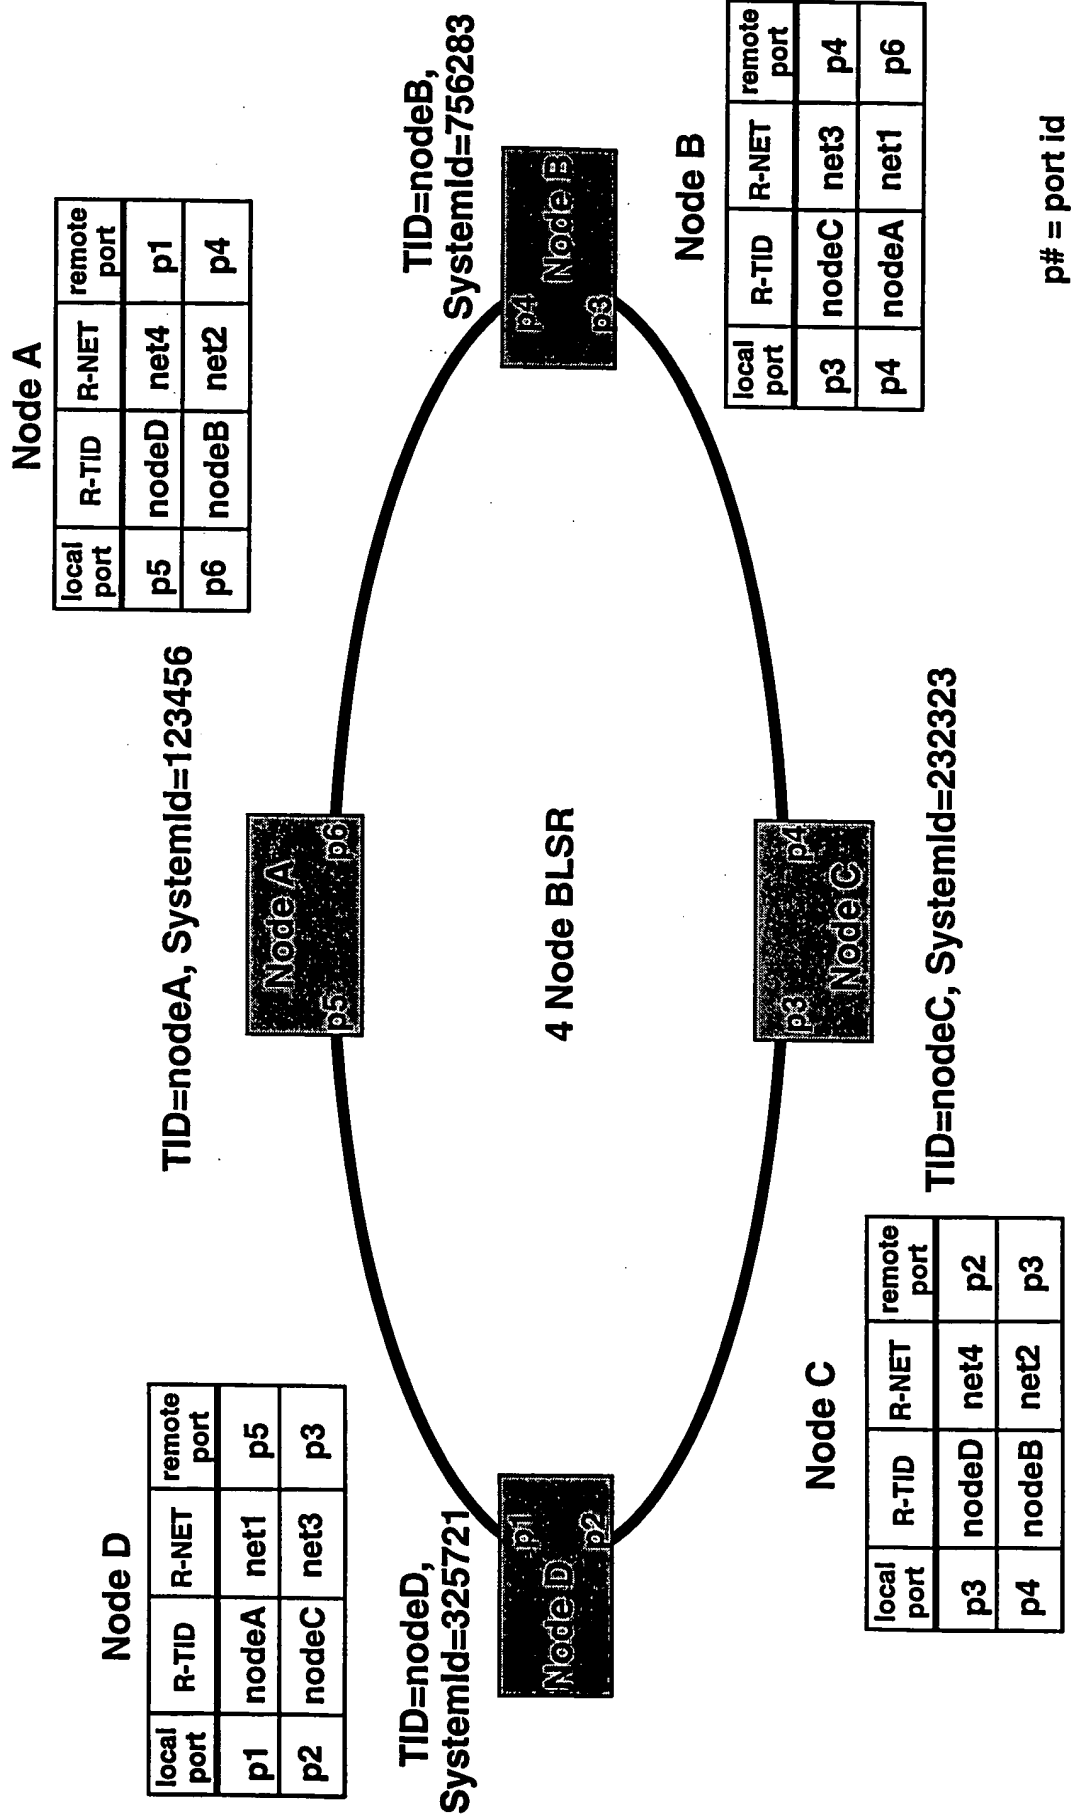 Node A
local port R-TID R-NET remote port
p5 nodeD net4 p1
p6 nodeB net2 p4
Node D
local port R-TID R-NET remote port
p1 nodeA net1 p5
p2 nodeC net3 p3
TID=nodeA, SystemId=123456
TID=nodeD,
SystemId=325721
TID=nodeB,
SystemId=756283
Node A
p5
p6
Node D
p1
p2
4 Node BLSR
Node B
p4
p3
p3
p4
Node C
Node B
local port R-TID R-NET remote port
p3 nodeC net3 p4
p4 nodeA net1 p6
Node C
local port R-TID R-NET remote port
p3 nodeD net4 p2
p4 nodeB net2 p3
TID=nodeC, SystemId=232323
p# = port id